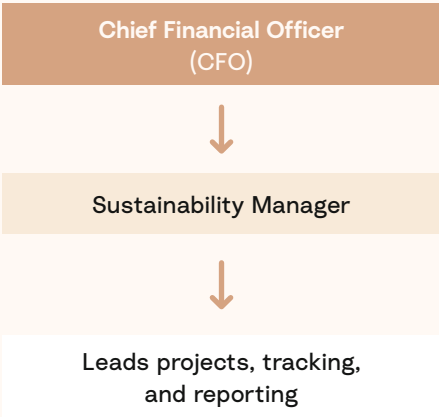 Chief Financial Officer
(CFO)
Sustainability Manager
Leads projects, tracking,
and reporting